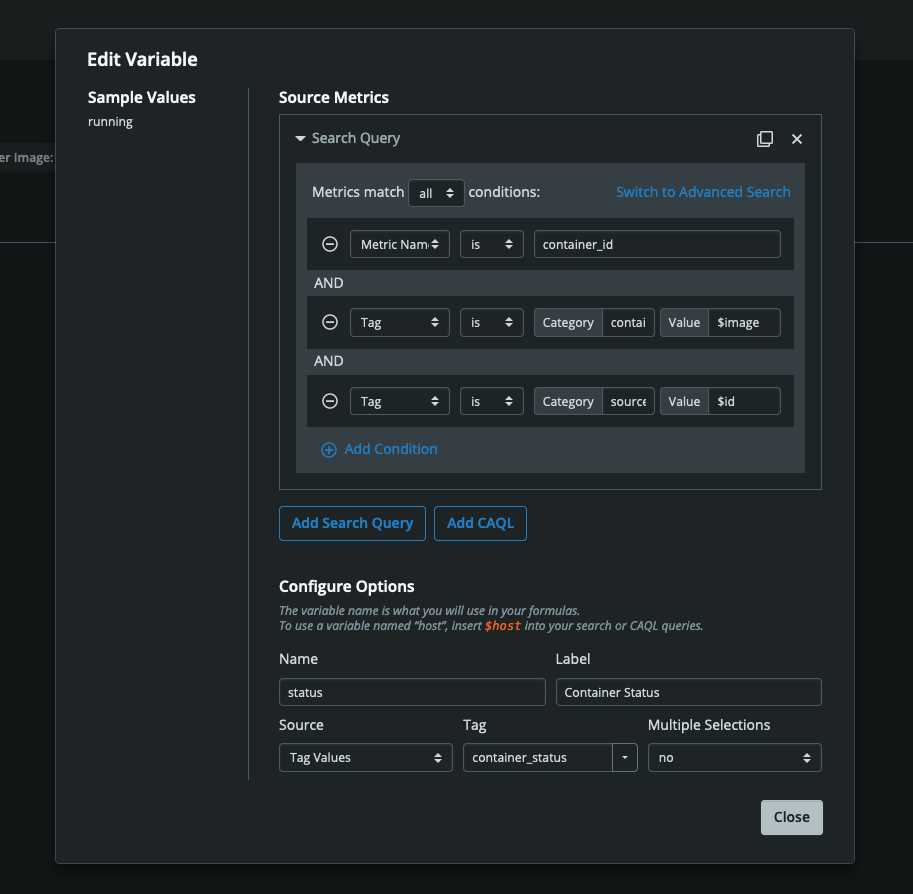 Edit Variable
Sample Values
running
er Image:
Source Metrics
Search Query
Metrics match all conditions:
Switch to Advanced Search
Metric Nam is container_id
AND
Tag is Category contai Value $image
AND
Tag is Category source Value $id
Add Condition
Add Search Query Add CAQL
Configure Options
The variable name is what you will use in your formulas.
To use a variable named “host”, insert $host into your search or CAQL queries.
Name Label
status Container Status
Source Tag Multiple Selections
Tag Values container_status no
Close